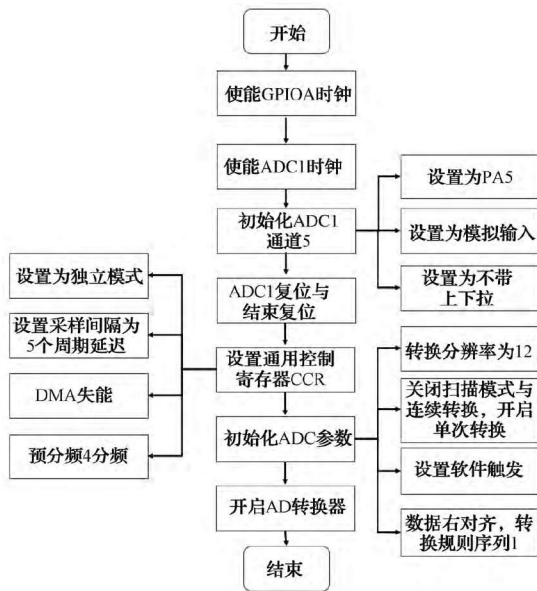 开始
使能GPIOA时钟
使能ADC1时钟
初始化ADC1
通道5
设置为PA5
设置为模拟输入
设置为不带
上下拉
ADC1复位与
结束复位
设置通用控制
寄存器CCR
设置为独立模式
设置采样间隔为
5个周期延迟
DMA失能
预分频4分频
初始化ADC参数
转换分辨率为12
关闭扫描模式与
连续转换，开启
单次转换
设置软件触发
数据右对齐，转
换规则序列1
开启AD转换器
结束